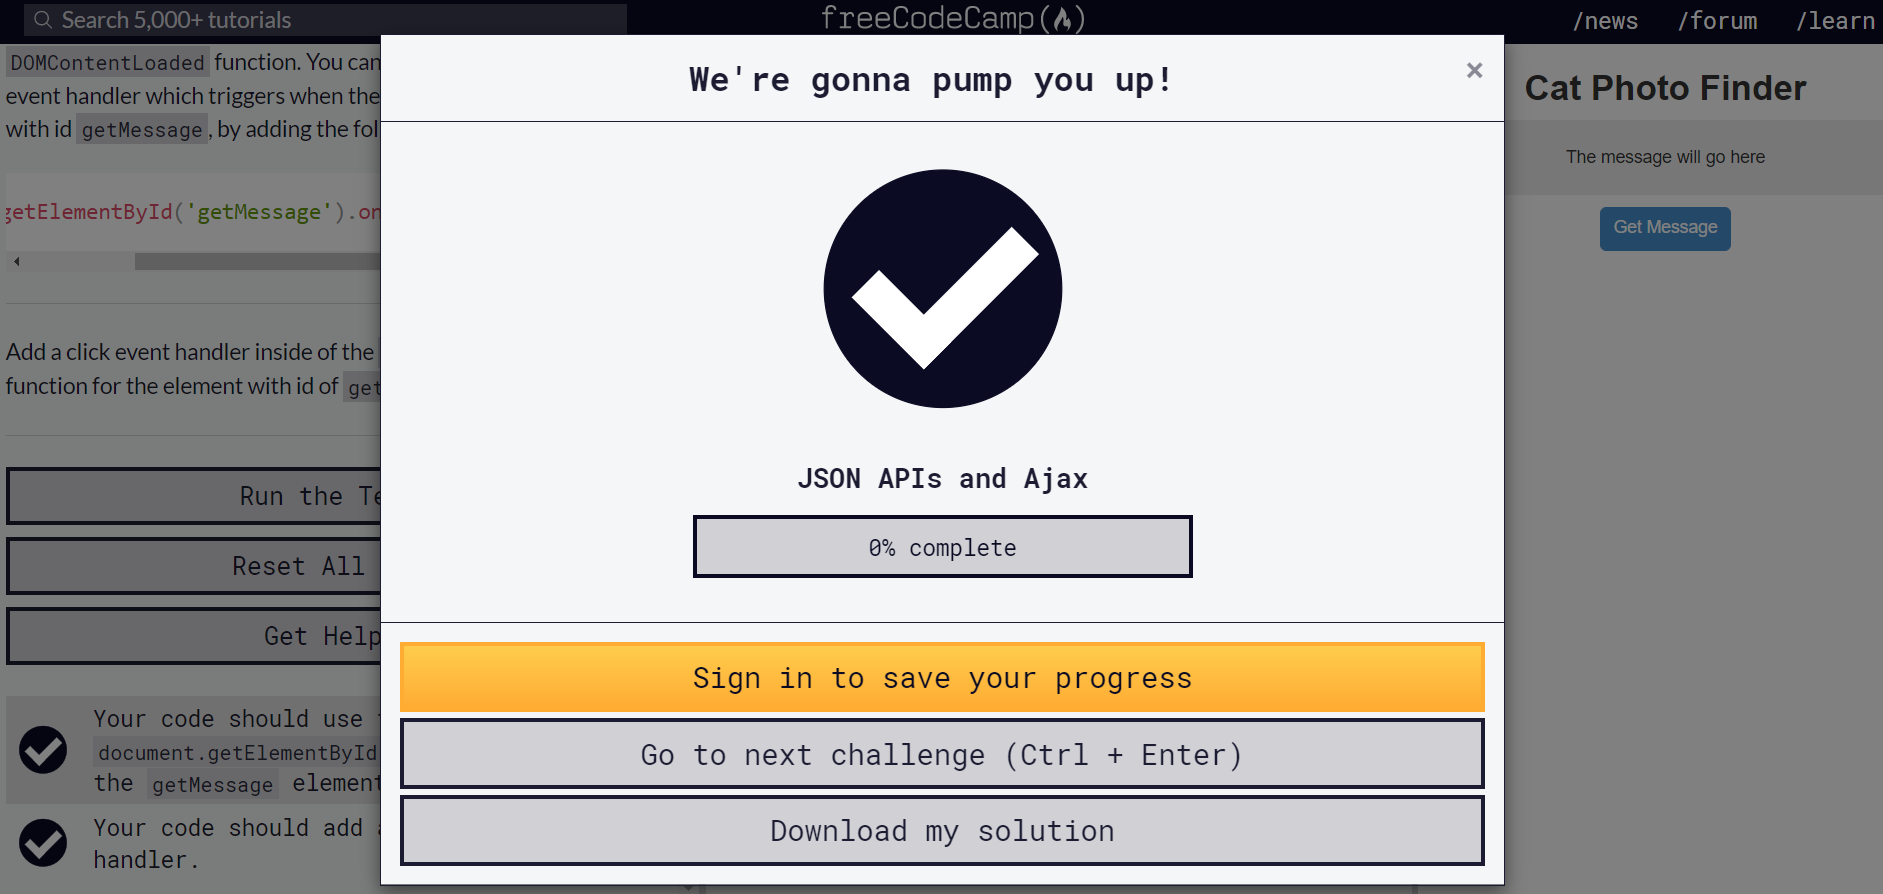 Search 5,000+ tutorials
freeCodeCamp
/news
/forum
/learn
DOMContentLoaded function. You can
event handler which triggers when the
with id getMessage, by adding the fol
getElementById('getMessage').on
Add a click event handler inside of the
function for the element with id of get
Run the Te
Reset All
Get Help
Your code should use
document.getElementById
the getMessage element
Your code should add a
handler.
We're gonna pump you up!
×
JSON APIs and Ajax
0% complete
Sign in to save your progress
Go to next challenge (Ctrl + Enter)
Download my solution
Cat Photo Finder
The message will go here
Get Message